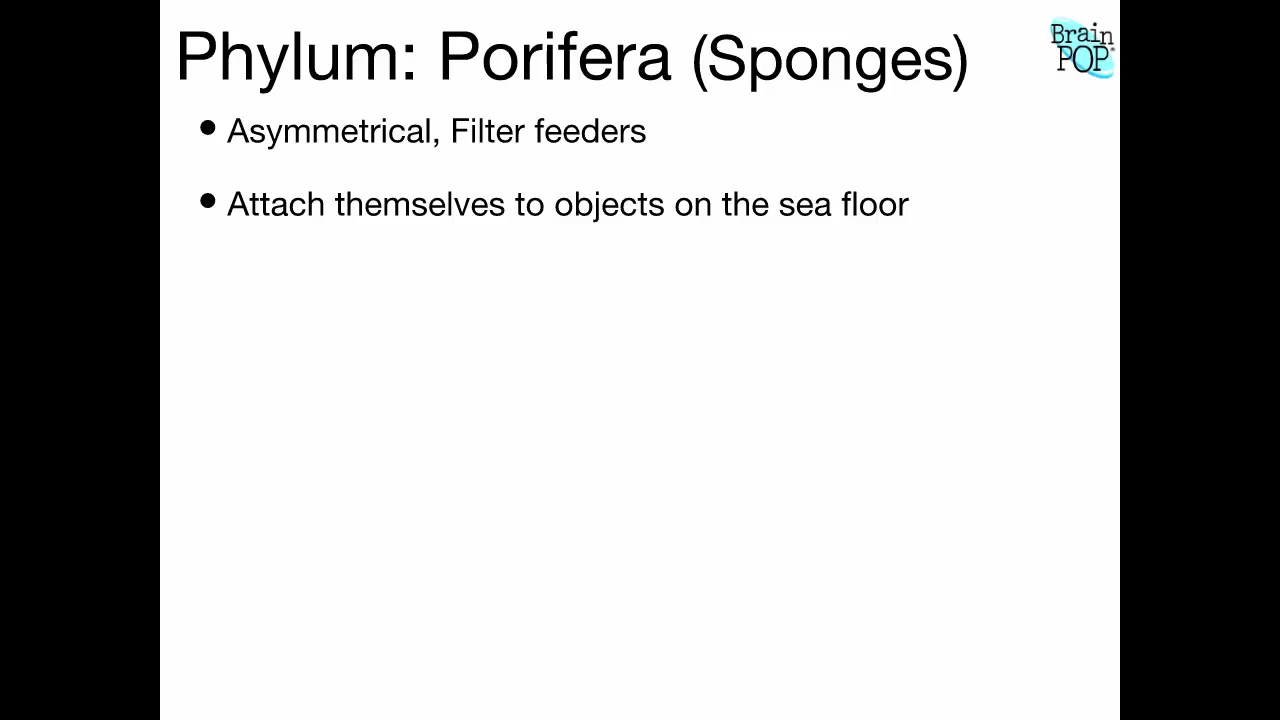 Phylum: Porifera (Sponges)
Brain
POP®
• Asymmetrical, Filter feeders
• Attach themselves to objects on the sea floor